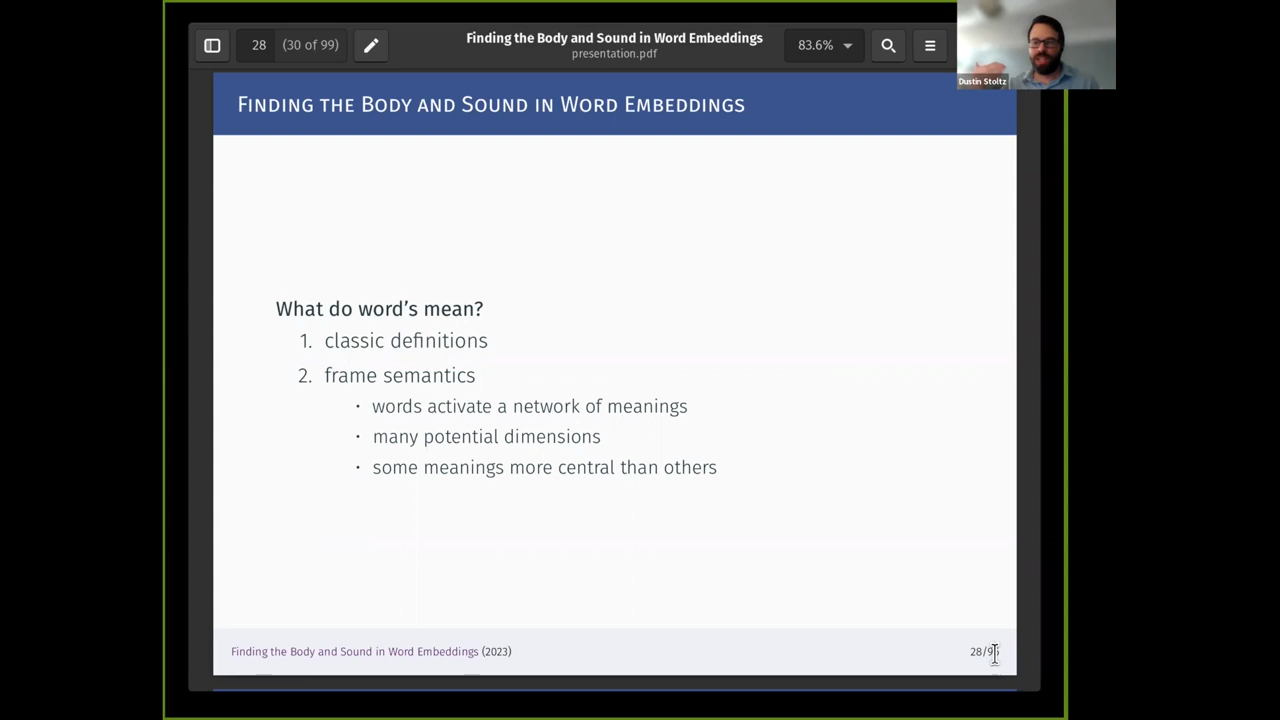 28 (30 of 99)
Finding the Body and Sound in Word Embeddings
presentation.pdf
83.6%
Dustin Stoltz
Finding the Body and Sound in Word Embeddings
What do word's mean?
1. classic definitions
2. frame semantics
• words activate a network of meanings
• many potential dimensions
• some meanings more central than others
Finding the Body and Sound in Word Embeddings (2023)